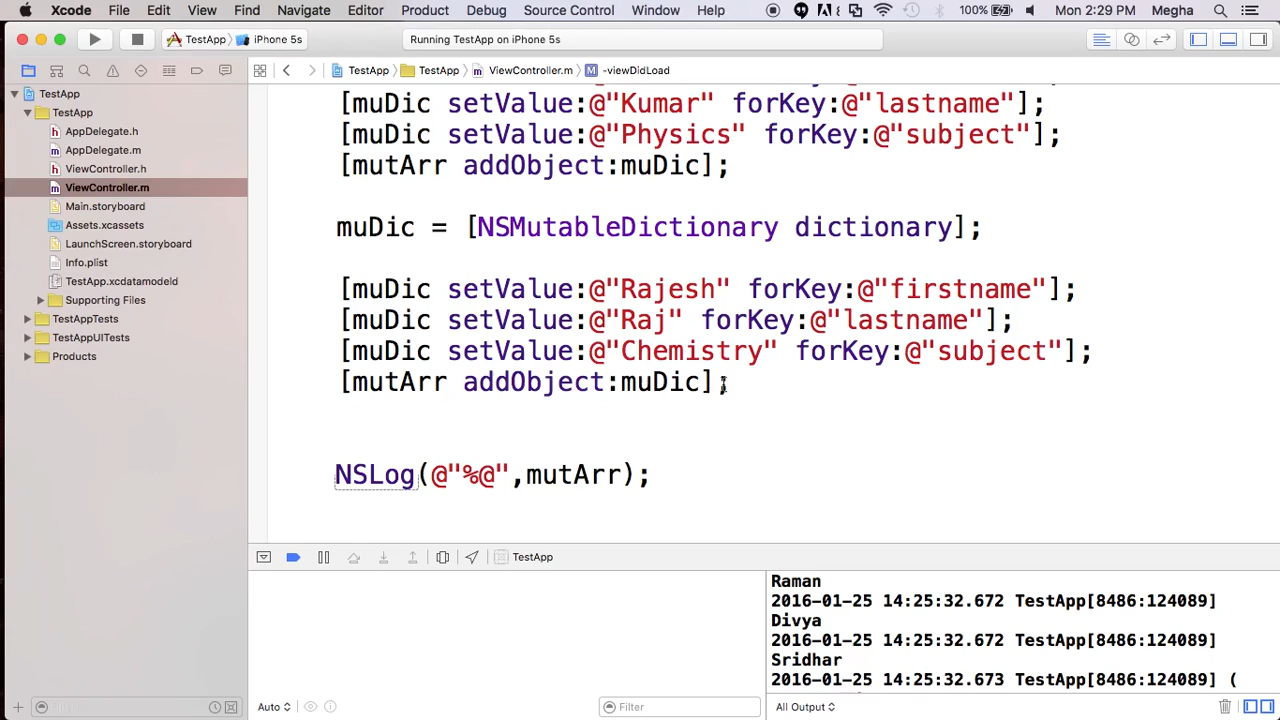 Xcode File Edit View Find Navigate Editor Product Debug Source Control Window Help 100% Mon 2:29 PM Megha
TestApp iPhone 5s Running TestApp on iPhone 5s
TestApp TestApp ViewController.m -viewDidLoad
TestApp
TestApp
AppDelegate.h
AppDelegate.m
ViewController.h
ViewController.m
Main.storyboard
Assets.xcassets
LaunchScreen.storyboard
Info.plist
TestApp.xcdatamodeld
Supporting Files
TestAppTests
TestAppUITests
Products
[muDic setValue:@"Kumar" forKey:@"lastname"];
[muDic setValue:@"Physics" forKey:@"subject"];
[mutArr addObject:muDic];
muDic = [NSMutableDictionary dictionary];
[muDic setValue:@"Rajesh" forKey:@"firstname"];
[muDic setValue:@"Raj" forKey:@"lastname"];
[muDic setValue:@"Chemistry" forKey:@"subject"];
[mutArr addObject:muDic];
NSLog(@"%@",mutArr);
TestApp
Raman
2016-01-25 14:25:32.672 TestApp[8486:124089]
Divya
2016-01-25 14:25:32.672 TestApp[8486:124089]
Sridhar
2016-01-25 14:25:32.673 TestApp[8486:124089] (
Auto Filter All Output